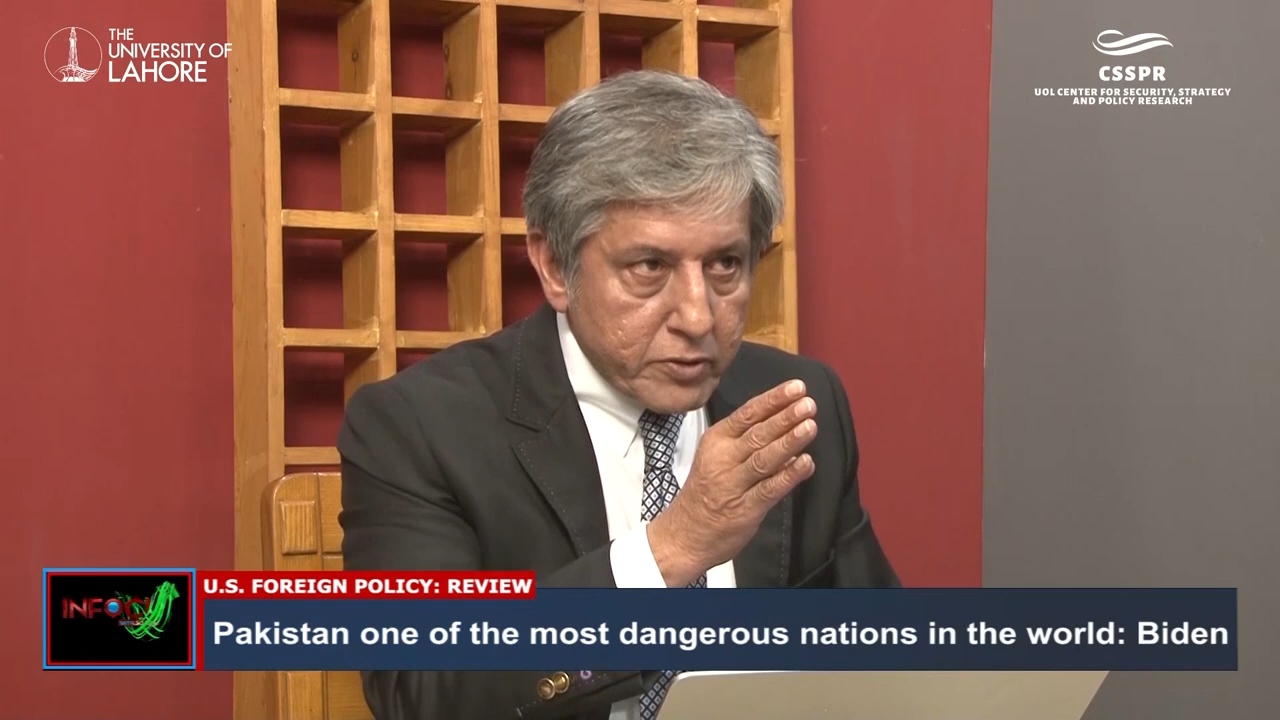 THE
UNIVERSITY OF
LAHORE
CSSPR
UOL CENTER FOR SECURITY, STRATEGY
AND POLICY RESEARCH
U.S. FOREIGN POLICY: REVIEW
Pakistan one of the most dangerous nations in the world: Biden